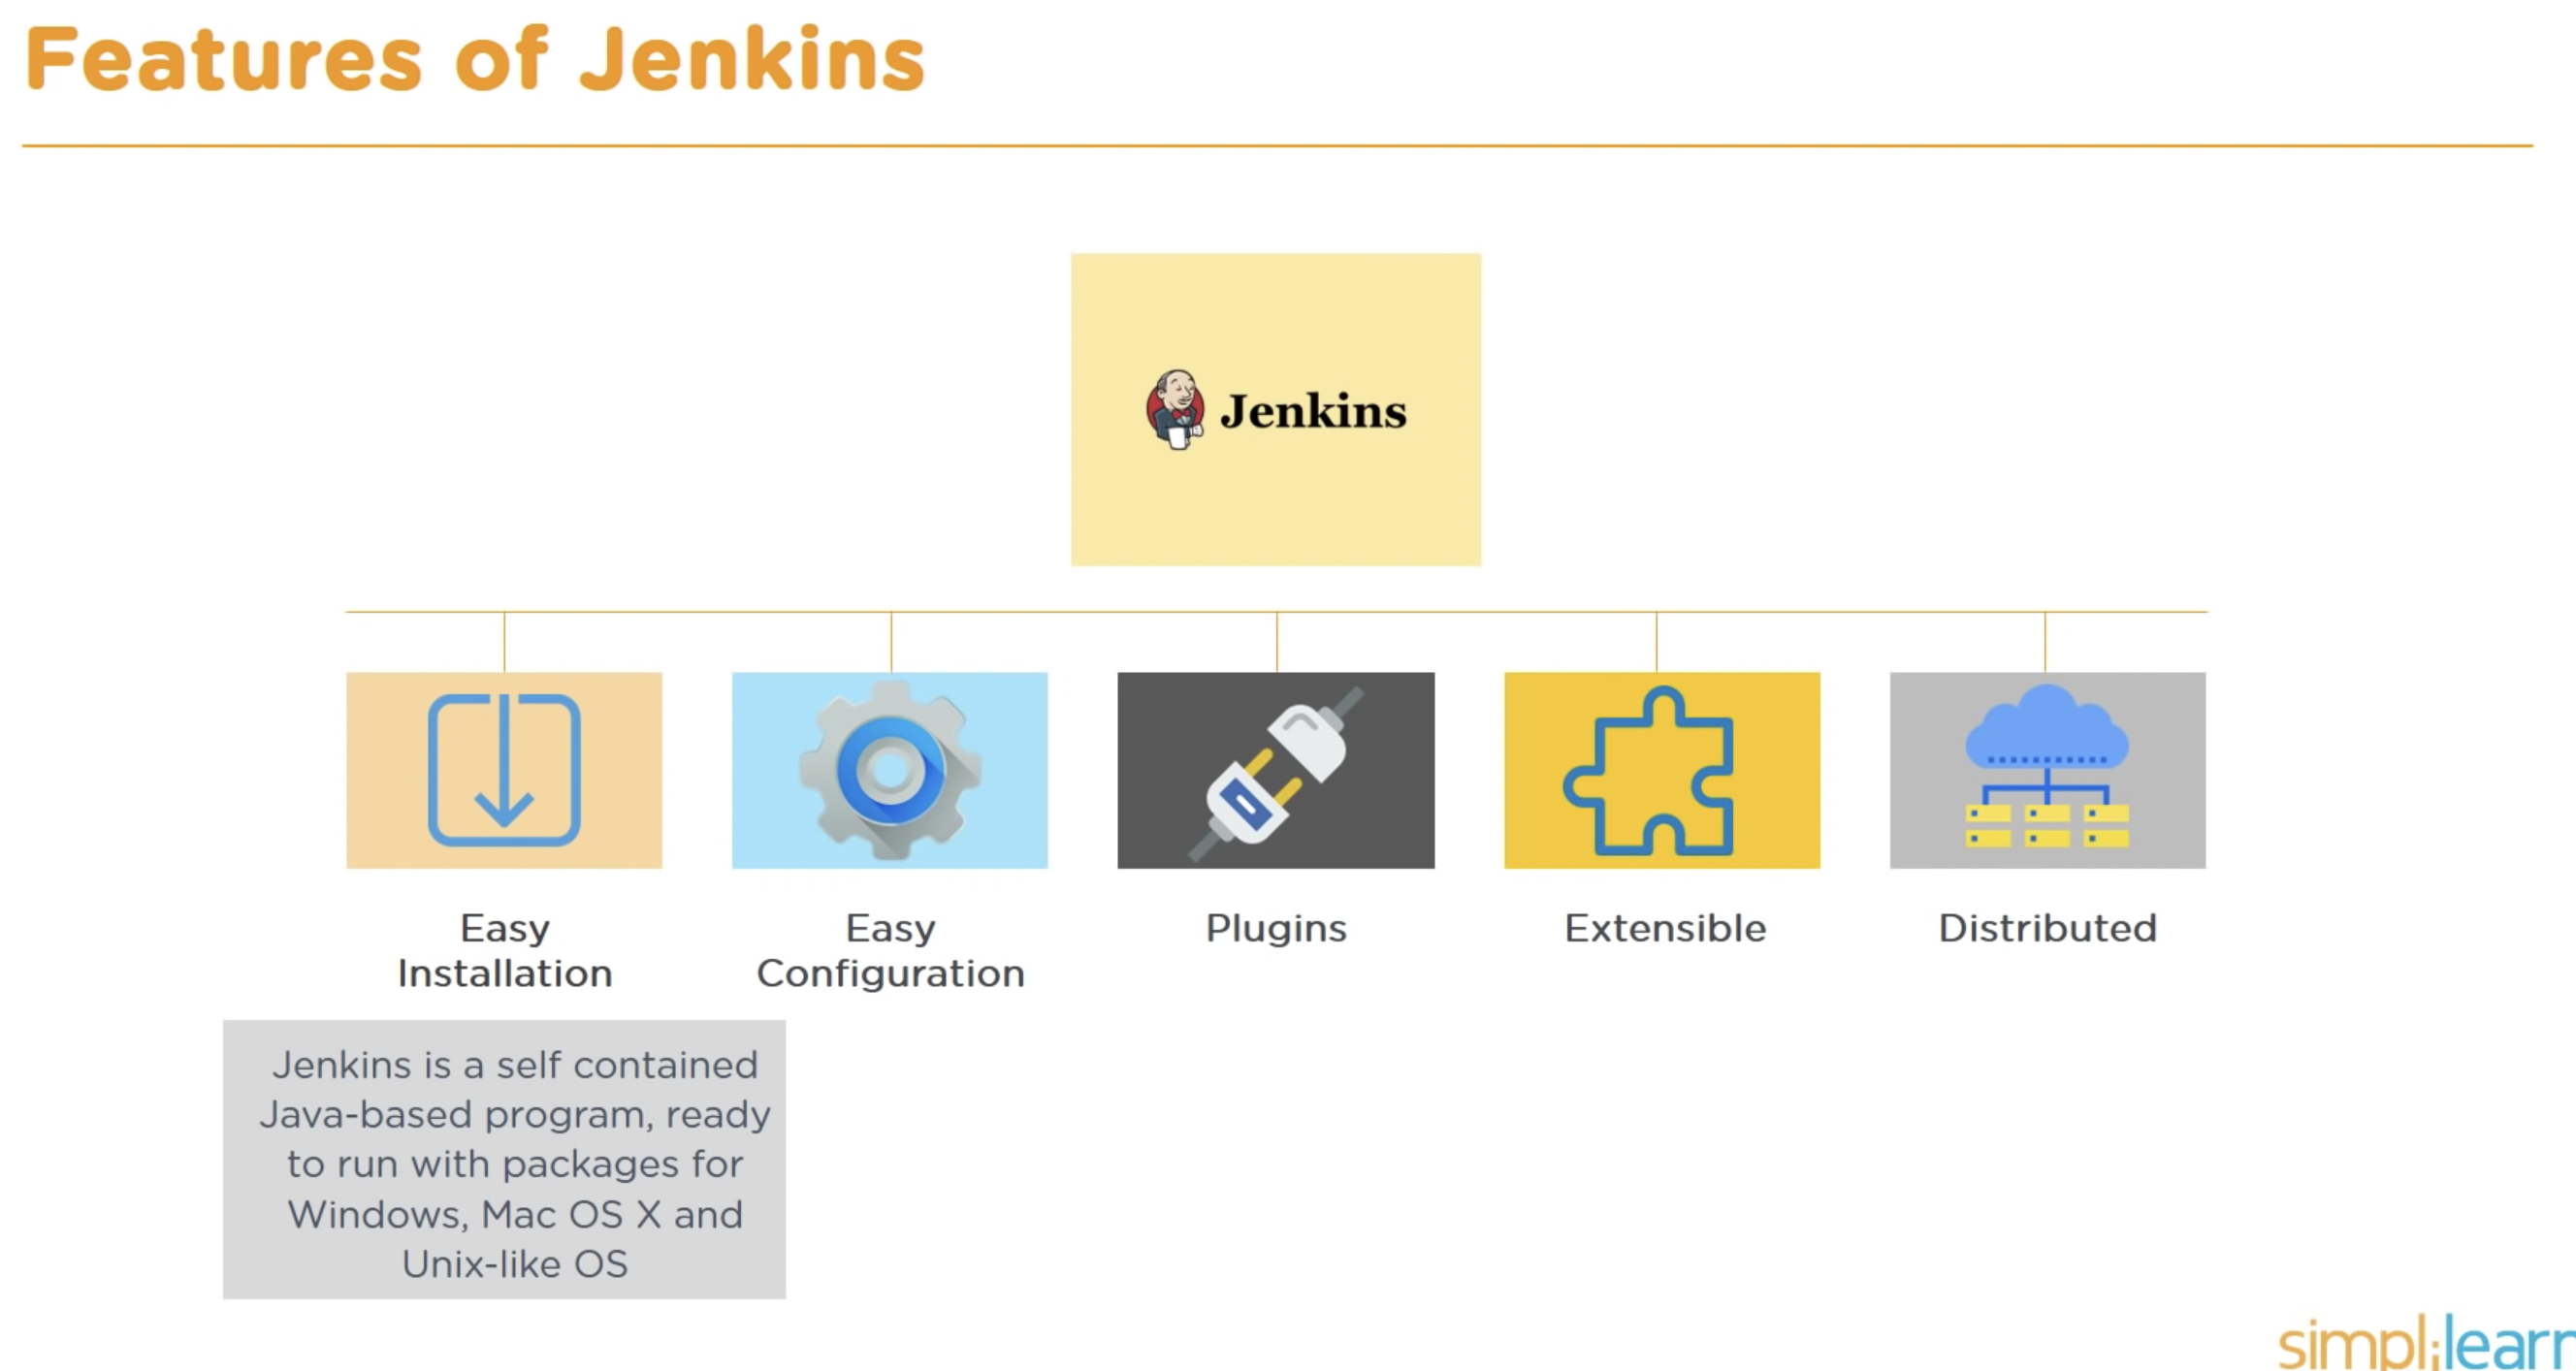 Features of Jenkins
Jenkins
Easy
Installation
Easy
Configuration
Plugins
Extensible
Distributed
Jenkins is a self contained
Java-based program, ready
to run with packages for
Windows, Mac OS X and
Unix-like OS
simplilearn